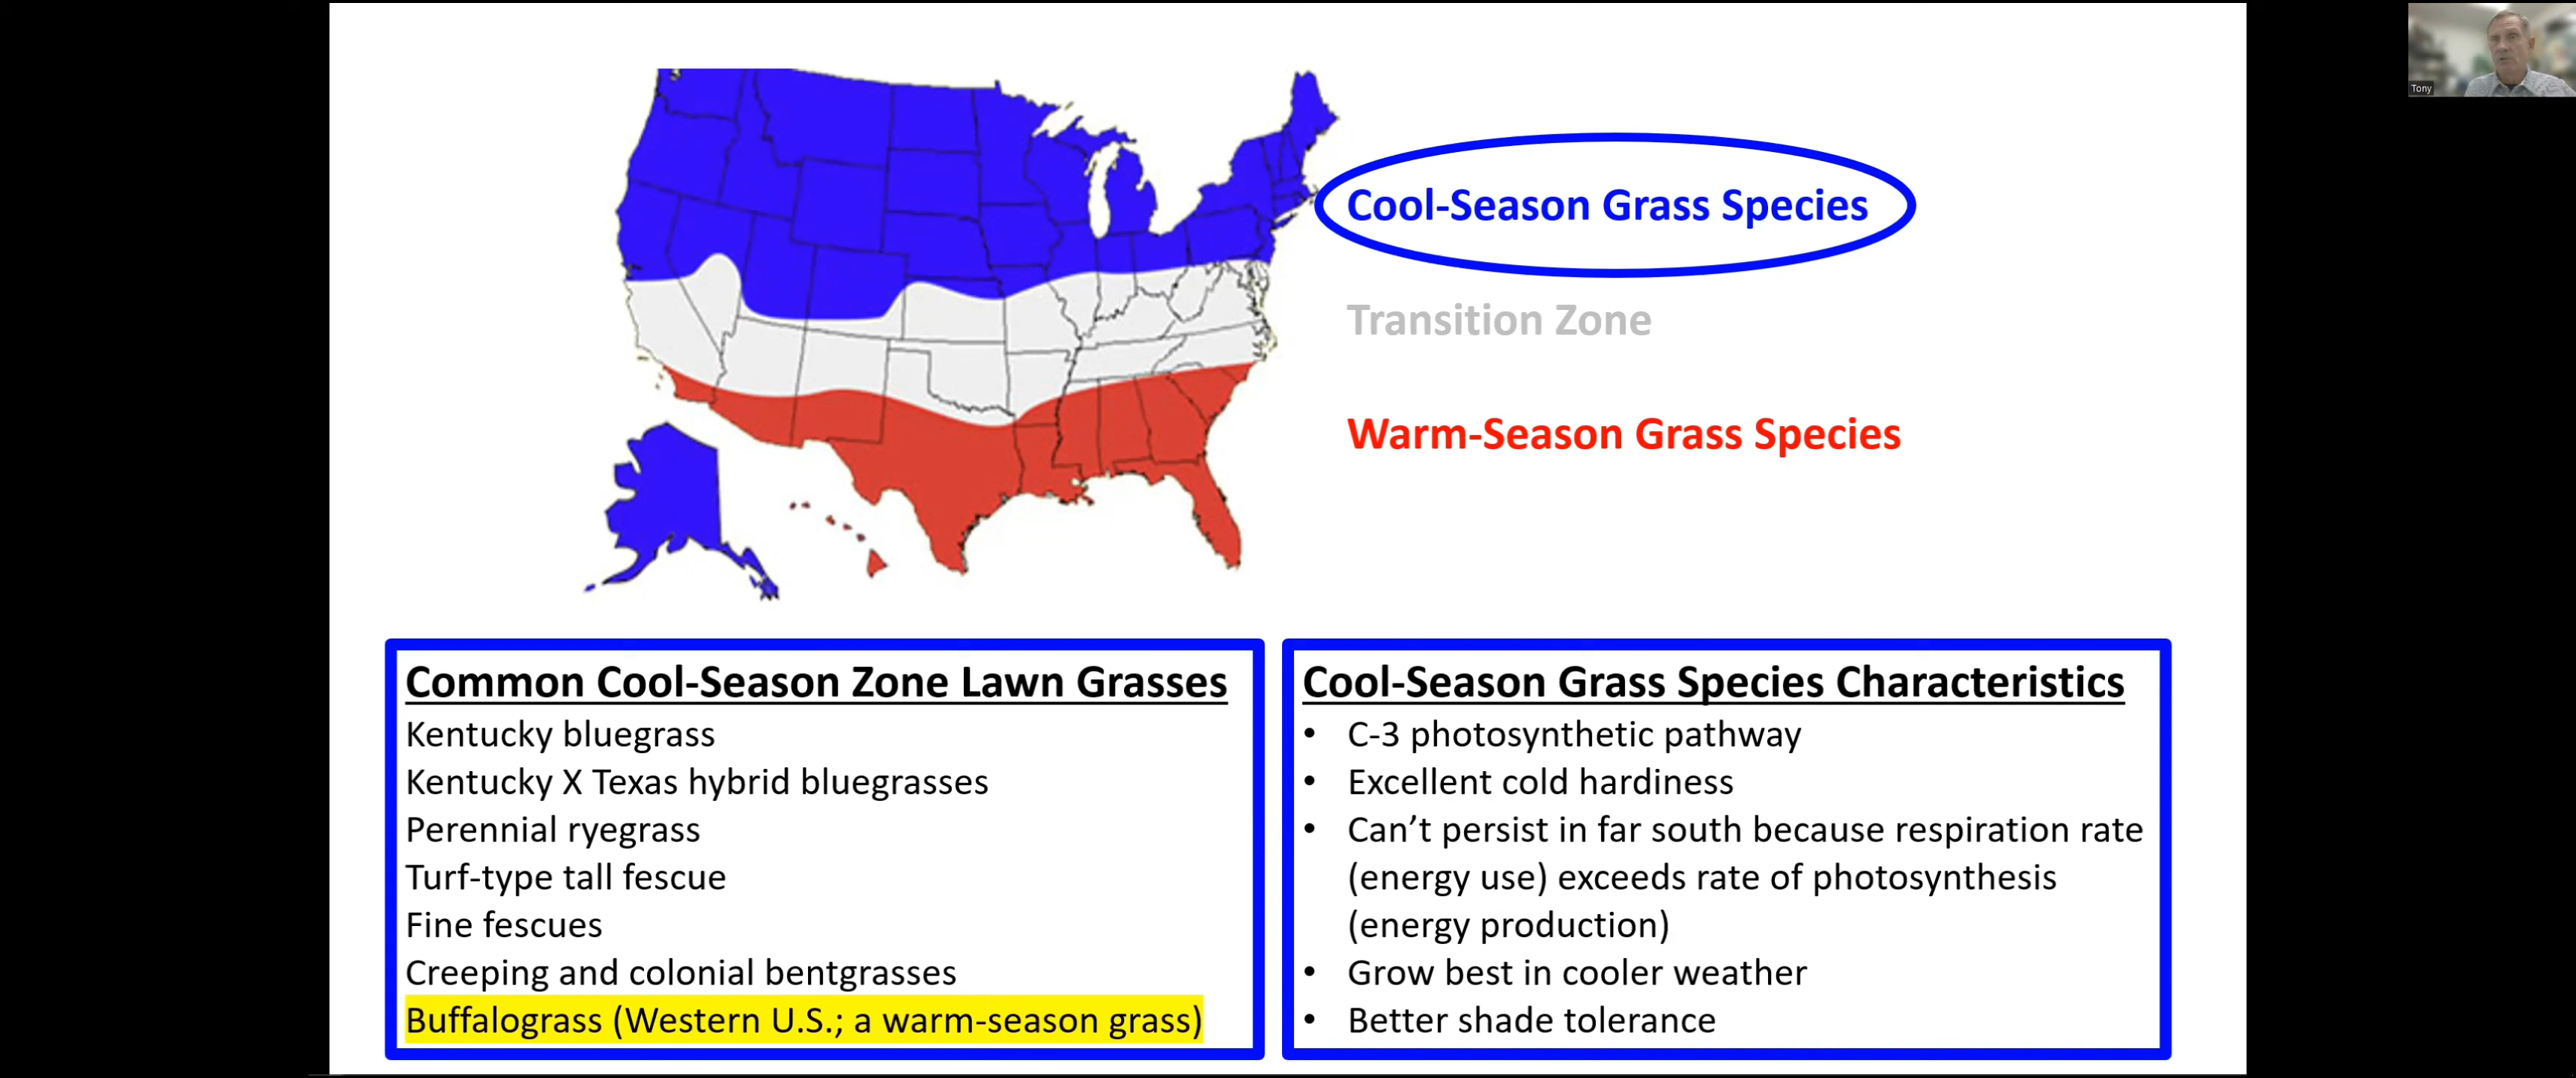 Tony
Cool-Season Grass Species
Transition Zone
Warm-Season Grass Species
Common Cool-Season Zone Lawn Grasses
Kentucky bluegrass
Kentucky X Texas hybrid bluegrasses
Perennial ryegrass
Turf-type tall fescue
Fine fescues
Creeping and colonial bentgrasses
Buffalograss (Western U.S.; a warm-season grass)
Cool-Season Grass Species Characteristics
• C-3 photosynthetic pathway
• Excellent cold hardiness
• Can’t persist in far south because respiration rate
(energy use) exceeds rate of photosynthesis
(energy production)
• Grow best in cooler weather
• Better shade tolerance